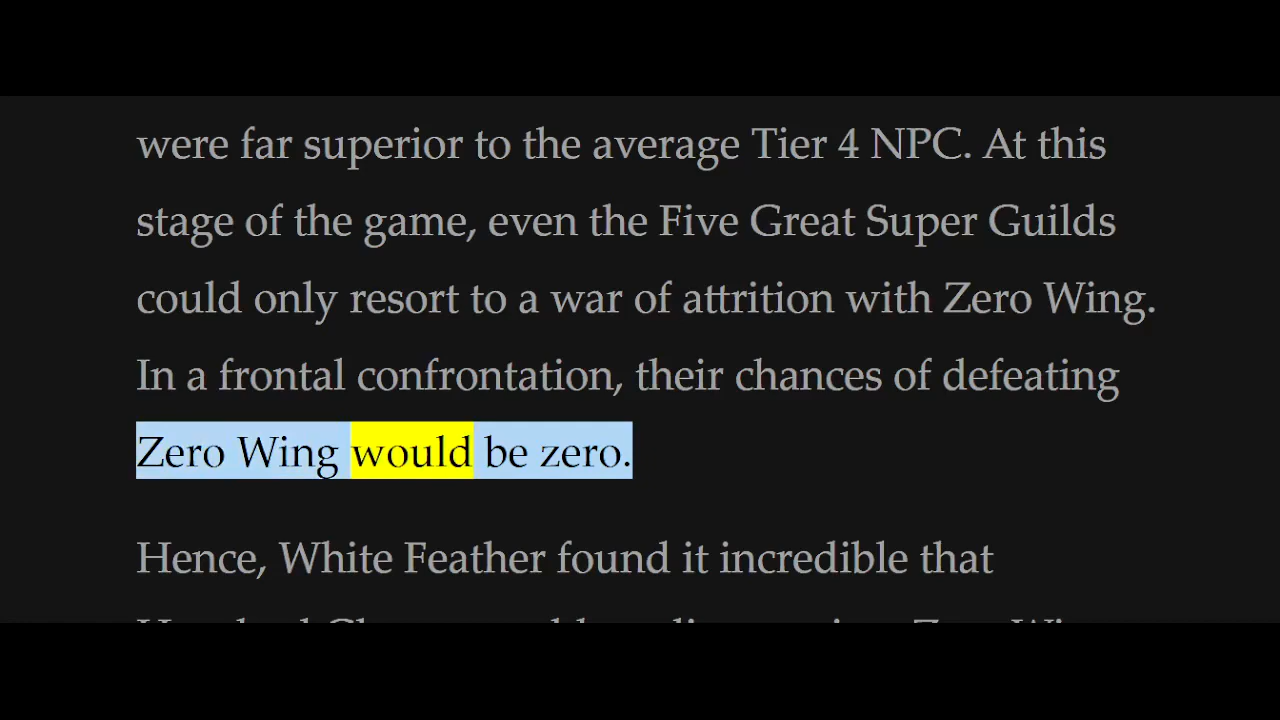 were far superior to the average Tier 4 NPC. At this
stage of the game, even the Five Great Super Guilds
could only resort to a war of attrition with Zero Wing.
In a frontal confrontation, their chances of defeating
Zero Wing would be zero.
Hence, White Feather found it incredible that